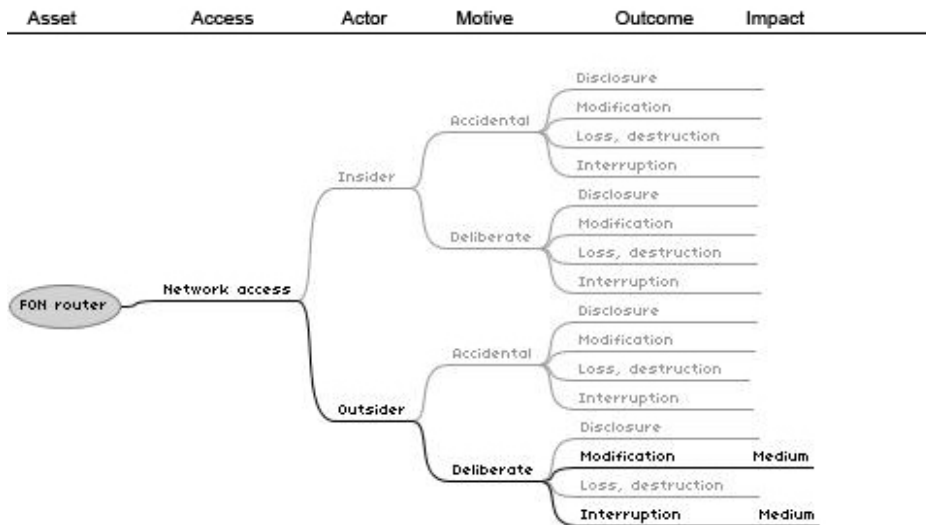 Asset Access Actor Motive Outcome Impact
Disclosure
Modification
Accidental
Loss, destruction
Interruption
Insider
Disclosure
Modification
Deliberate
Loss, destruction
Interruption
Network access
FON router
Disclosure
Modification
Accidental
Loss, destruction
Interruption
Outsider
Disclosure
Modification Medium
Deliberate
Loss, destruction
Interruption Medium